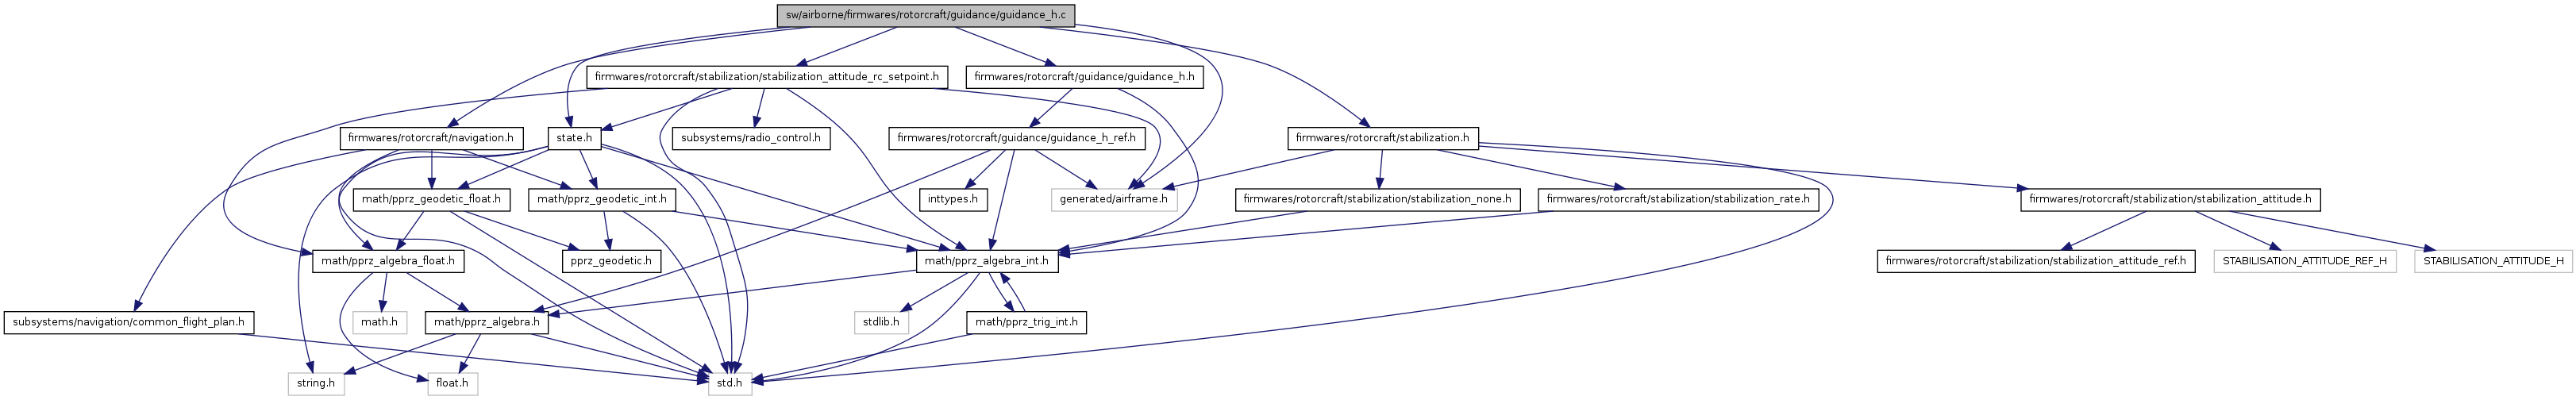 sw/airborne/firmwares/rotorcraft/guidance/guidance_h.c
firmwares/rotorcraft/stabilization/stabilization_attitude_rc_setpoint.h
firmwares/rotorcraft/guidance/guidance_h.h
firmwares/rotorcraft/navigation.h
state.h
subsystems/radio_control.h
firmwares/rotorcraft/guidance/guidance_h_ref.h
firmwares/rotorcraft/stabilization.h
math/pprz_geodetic_float.h
math/pprz_geodetic_int.h
inttypes.h
generated/airframe.h
firmwares/rotorcraft/stabilization/stabilization_none.h
firmwares/rotorcraft/stabilization/stabilization_rate.h
firmwares/rotorcraft/stabilization/stabilization_attitude.h
math/pprz_algebra_float.h
pprz_geodetic.h
math/pprz_algebra_int.h
firmwares/rotorcraft/stabilization/stabilization_attitude_ref.h
STABILISATION_ATTITUDE_REF_H
STABILISATION_ATTITUDE_H
subsystems/navigation/common_flight_plan.h
math.h
math/pprz_algebra.h
stdlib.h
math/pprz_trig_int.h
string.h
float.h
std.h